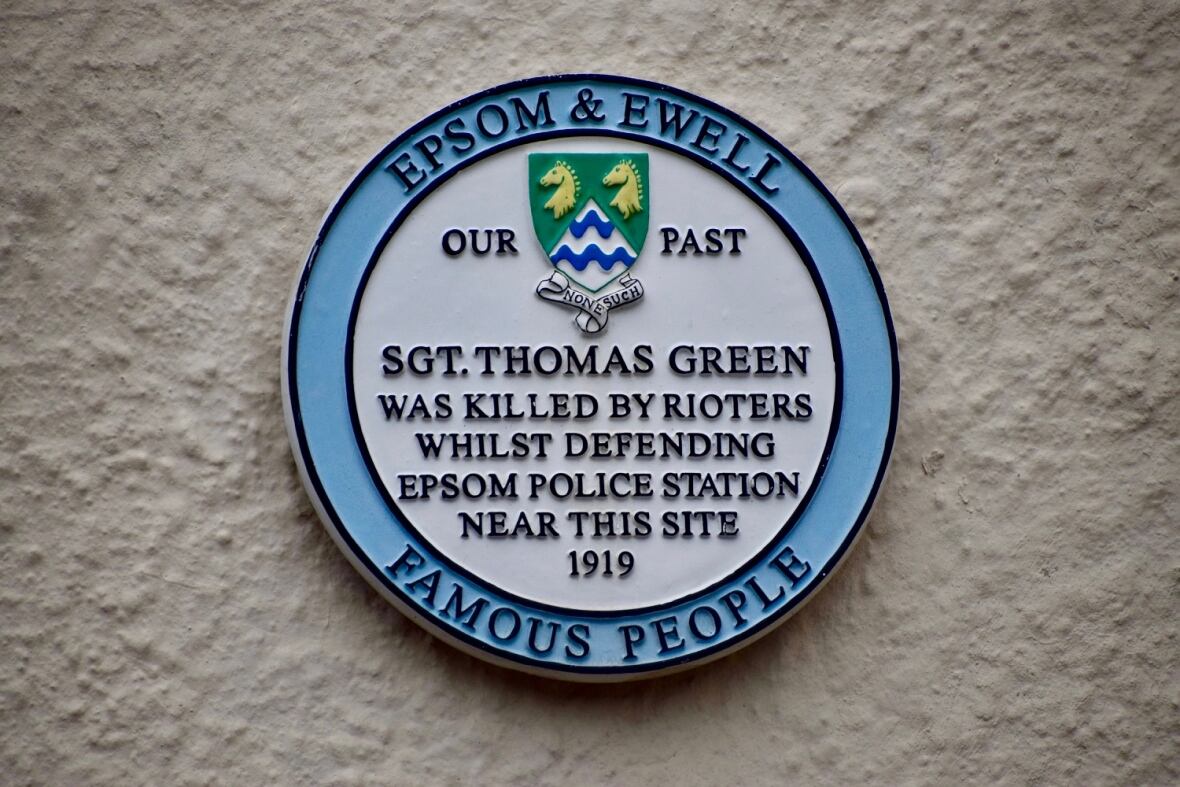 EPSOM & EWELL
OUR PAST
NONESUCH
SGT. THOMAS GREEN
WAS KILLED BY RIOTERS
WHILST DEFENDING
EPSOM POLICE STATION
NEAR THIS SITE
1919
FAMOUS PEOPLE